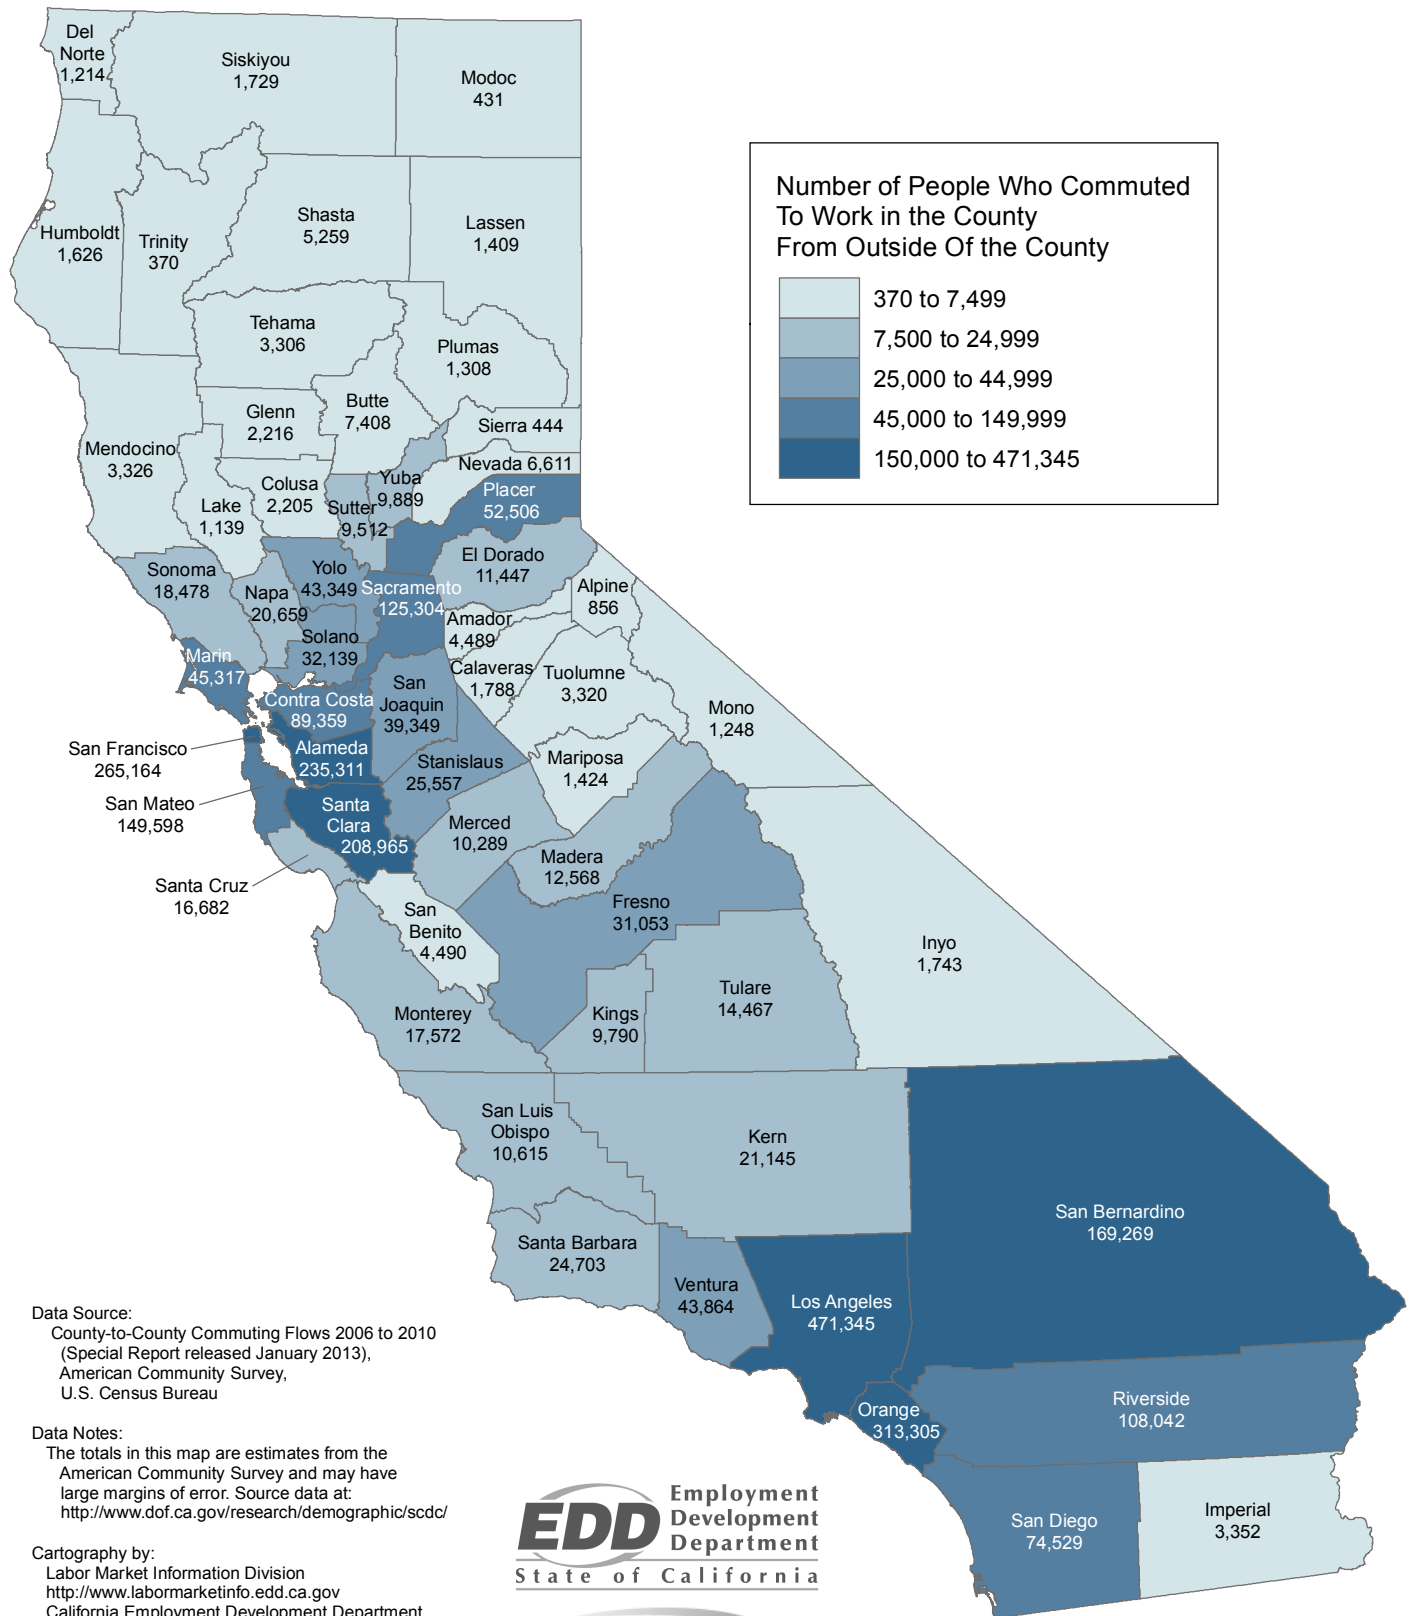 Del
Norte
1,214
Siskiyou
1,729
Modoc
431
Number of People Who Commuted
To Work in the County
From Outside Of the County
370 to 7,499
7,500 to 24,999
25,000 to 44,999
45,000 to 149,999
150,000 to 471,345
Humboldt
1,626
Trinity
370
Shasta
5,259
Lassen
1,409
Tehama
3,306
Plumas
1,308
Glenn
2,216
Butte
7,408
Sierra 444
Mendocino
3,326
Lake
1,139
Colusa
2,205
Sutter
9,512
Yuba
9,889
Nevada 6,611
Placer
52,506
El Dorado
11,447
Sonoma
18,478
Napa
20,659
Yolo
43,349
Sacramento
125,304
Alpine
856
Amador
4,489
Solano
32,139
Marin
45,317
Calaveras
1,788
Tuolumne
3,320
Mono
1,248
Contra Costa
89,359
San
Joaquin
39,349
San Francisco
265,164
Alameda
235,311
Stanislaus
25,557
Mariposa
1,424
San Mateo
149,598
Santa
Clara
208,965
Merced
10,289
Madera
12,568
Santa Cruz
16,682
Fresno
31,053
San
Benito
4,490
Inyo
1,743
Monterey
17,572
Kings
9,790
Tulare
14,467
San Luis
Obispo
10,615
Kern
21,145
San Bernardino
169,269
Santa Barbara
24,703
Ventura
43,864
Los Angeles
471,345
Orange
313,305
Riverside
108,042
San Diego
74,529
Imperial
3,352
Data Source:
County-to-County Commuting Flows 2006 to 2010
(Special Report released January 2013),
American Community Survey,
U.S. Census Bureau
Data Notes:
The totals in this map are estimates from the
American Community Survey and may have
large margins of error. Source data at:
http://www.dof.ca.gov/research/demographic/scdc/
Cartography by:
Labor Market Information Division
http://www.labormarketinfo.edd.ca.gov
California Employment Development Department
EDD
Employment
Development
Department
State of California